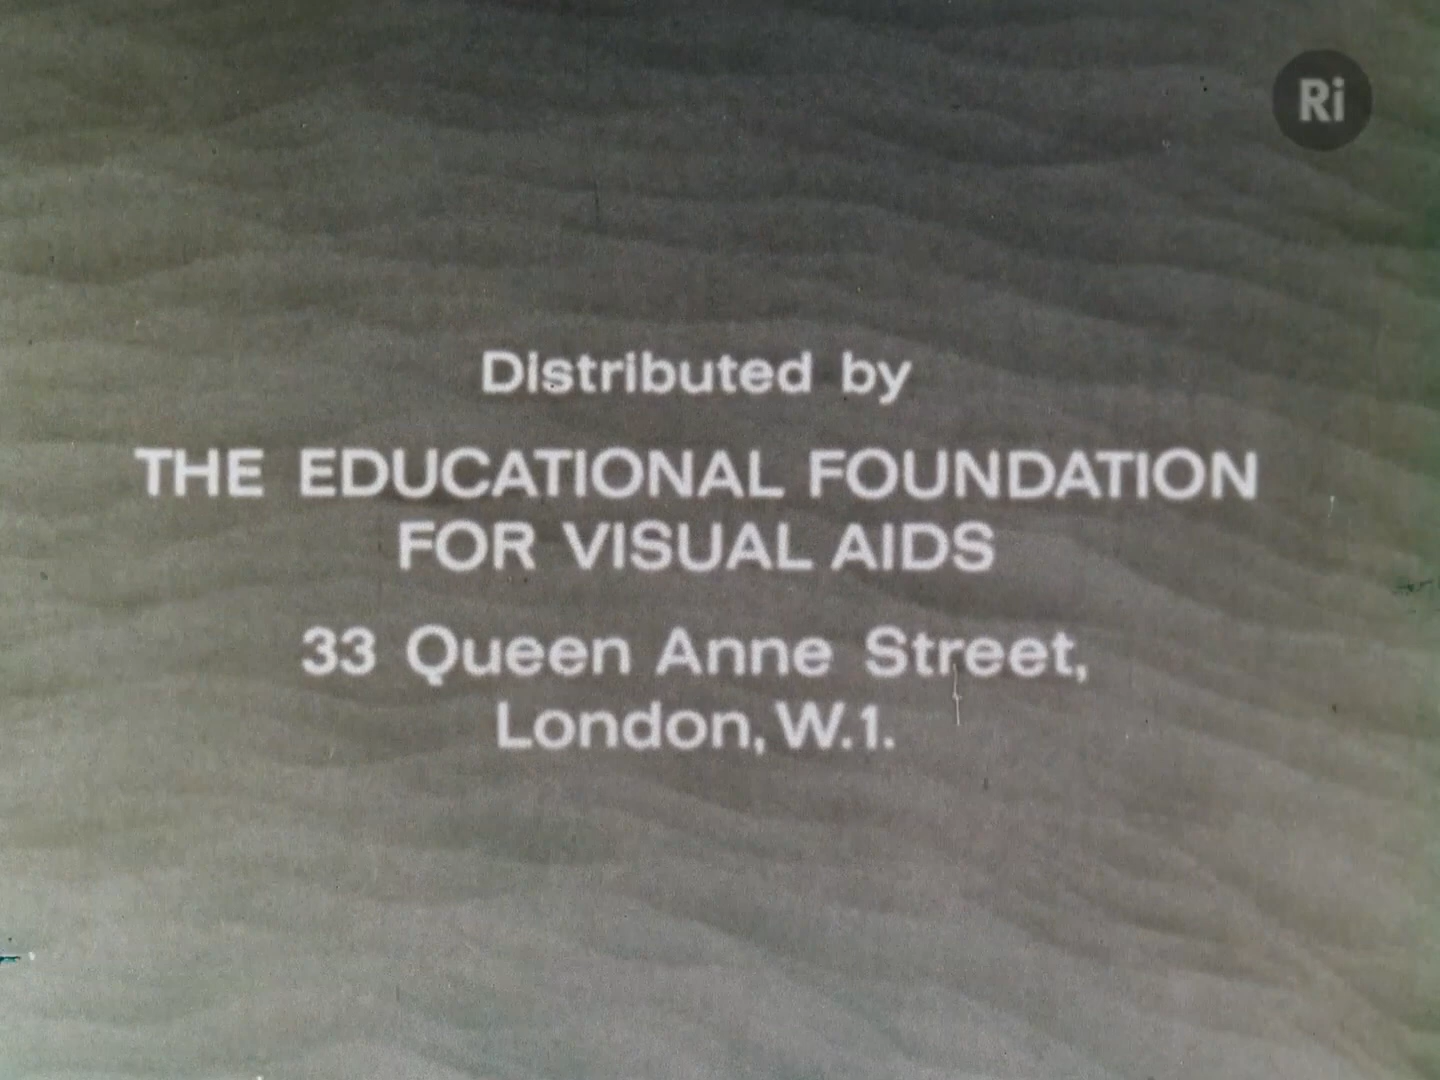 Ri
Distributed by
THE EDUCATIONAL FOUNDATION
FOR VISUAL AIDS
33 Queen Anne Street,
London, W.1.